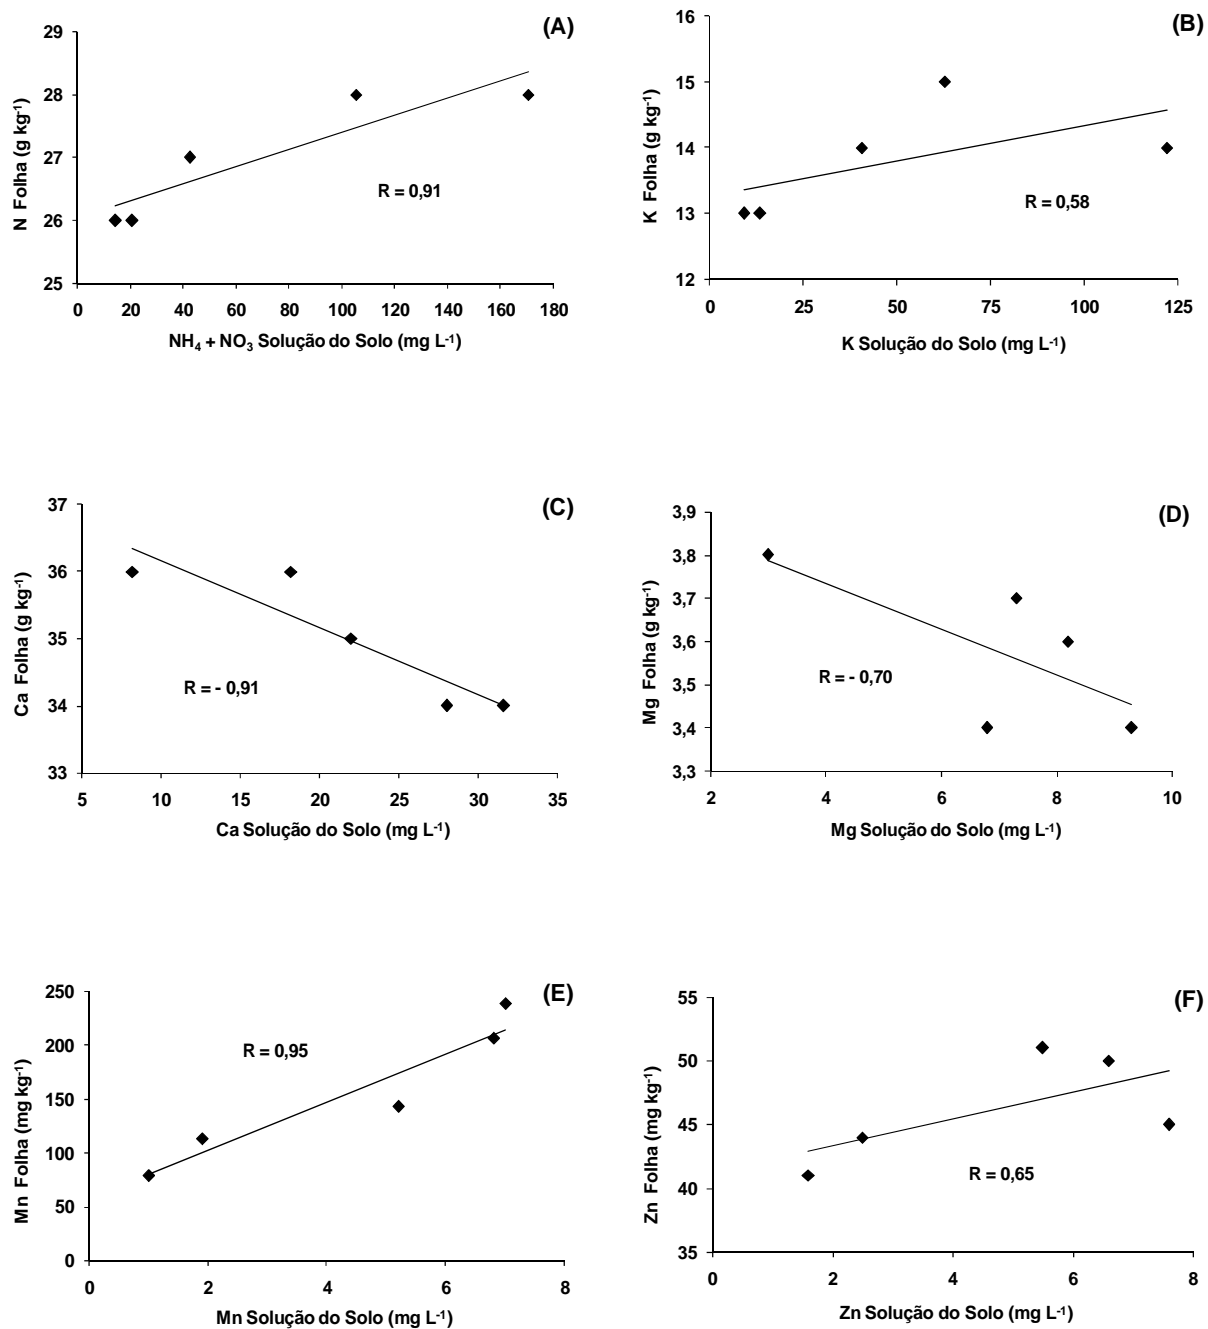 (A)
29
28
27
26
25
N Folha (g kg⁻¹)
R = 0,91
0 20 40 60 80 100 120 140 160 180
NH₄ + NO₃ Solução do Solo (mg L⁻¹)
(B)
16
15
14
13
12
K Folha (g kg⁻¹)
R = 0,58
0 25 50 75 100 125
K Solução do Solo (mg L⁻¹)
(C)
37
36
35
34
33
Ca Folha (g kg⁻¹)
R = - 0,91
5 10 15 20 25 30 35
Ca Solução do Solo (mg L⁻¹)
(D)
3,9
3,8
3,7
3,6
3,5
3,4
3,3
Mg Folha (g kg⁻¹)
R = - 0,70
2 4 6 8 10
Mg Solução do Solo (mg L⁻¹)
(E)
250
200
150
100
50
0
Mn Folha (mg kg⁻¹)
R = 0,95
0 2 4 6 8
Mn Solução do Solo (mg L⁻¹)
(F)
55
50
45
40
35
Zn Folha (mg kg⁻¹)
R = 0,65
0 2 4 6 8
Zn Solução do Solo (mg L⁻¹)